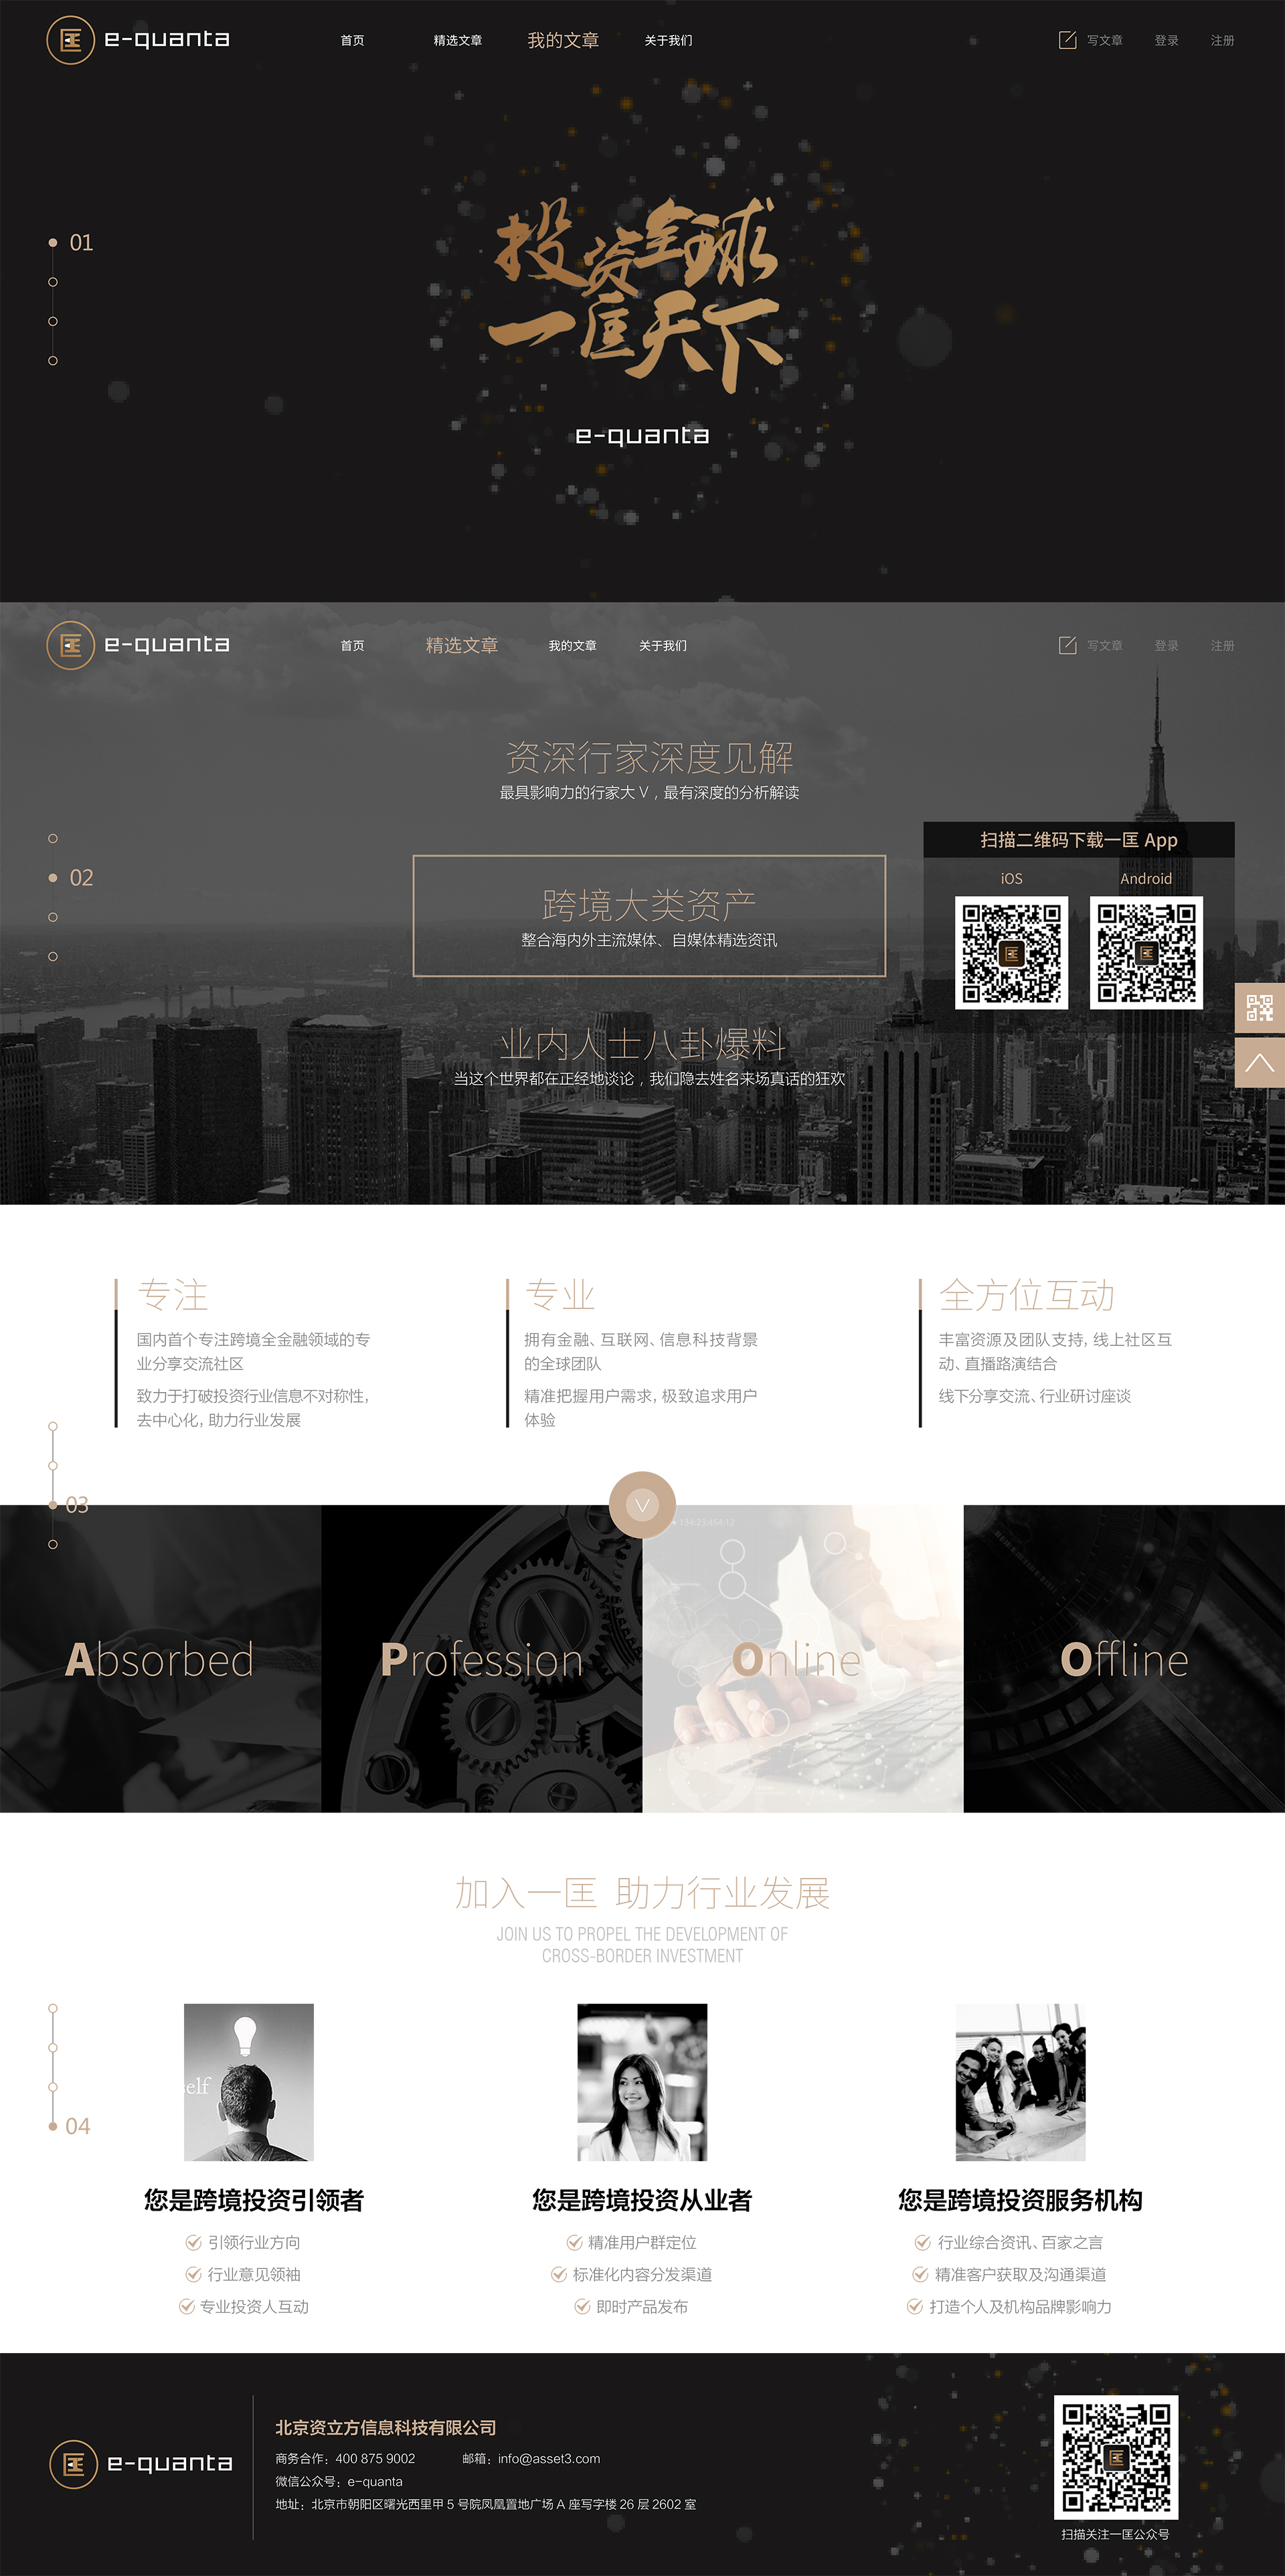 e-quanta
首页 精选文章 我的文章 关于我们
写文章 登录 注册
01
投资全球
一匡天下
e-quanta
e-quanta
首页 精选文章 我的文章 关于我们
写文章 登录 注册
资深行家深度见解
最具影响力的行家大 V，最有深度的分析解读
02
跨境大类资产
整合海内外主流媒体、自媒体精选资讯
业内人士八卦爆料
当这个世界都在正经地谈论，我们隐去姓名来场真话的狂欢
扫描二维码下载一匡 App
iOS Android
专注
国内首个专注跨境全金融领域的专
业分享交流社区
致力于打破投资行业信息不对称性，
去中心化，助力行业发展
专业
拥有金融、互联网、信息科技背景
的全球团队
精准把握用户需求，极致追求用户
体验
全方位互动
丰富资源及团队支持，线上社区互
动、直播路演结合
线下分享交流、行业研讨座谈
03
134:23:454:12
Absorbed
Profession
Online
Offline
加入一匡 助力行业发展
JOIN US TO PROPEL THE DEVELOPMENT OF
CROSS-BORDER INVESTMENT
04
self
您是跨境投资引领者
引领行业方向
行业意见领袖
专业投资人互动
您是跨境投资从业者
精准用户群定位
标准化内容分发渠道
即时产品发布
您是跨境投资服务机构
行业综合资讯、百家之言
精准客户获取及沟通渠道
打造个人及机构品牌影响力
e-quanta
北京资立方信息科技有限公司
商务合作：400 875 9002 邮箱：info@asset3.com
微信公众号：e-quanta
地址：北京市朝阳区曙光西里甲 5 号院凤凰置地广场 A 座写字楼 26 层 2602 室
扫描关注一匡公众号